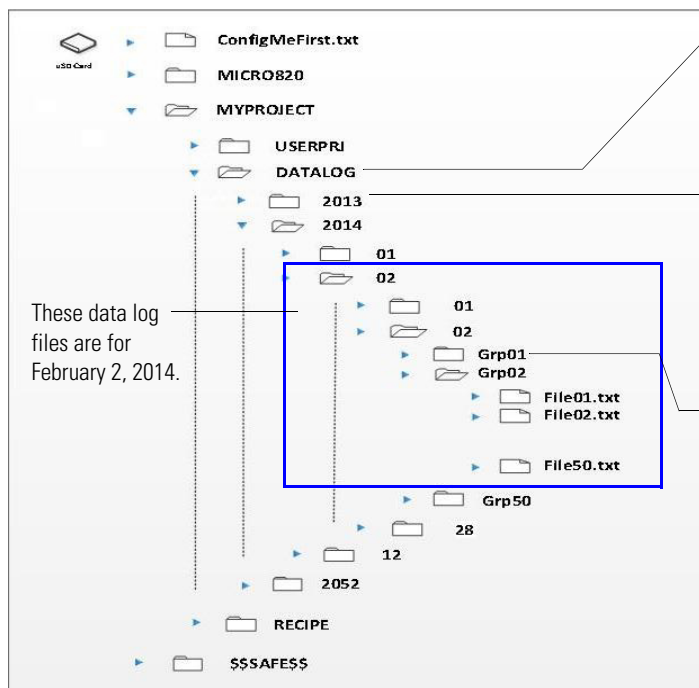 ConfigMeFirst.txt
uSD Card
MICRO820
MYPROJECT
USERPRI
DATALOG
2013
2014
01
02
01
02
Grp01
Grp02
File01.txt
File02.txt
File50.txt
Grp50
28
12
2052
RECIPE
$$SAFE$$
These data log
files are for
February 2, 2014.